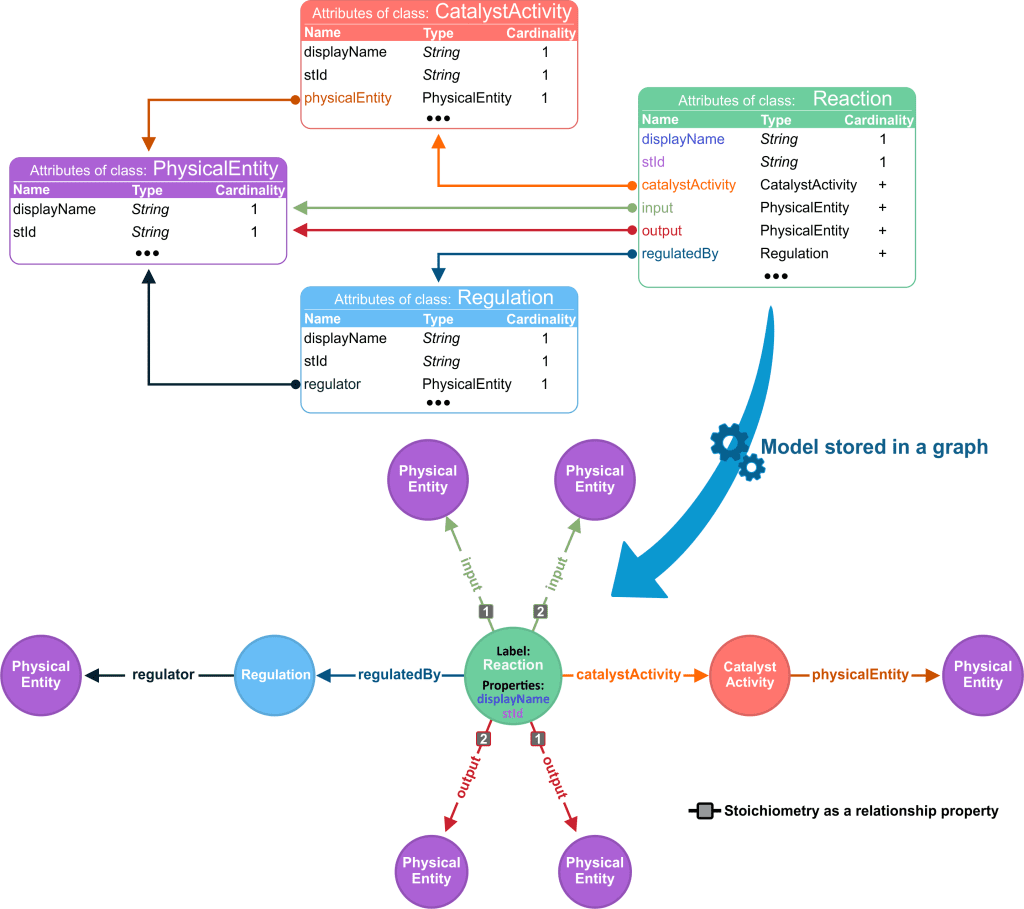 Attributes of class: CatalystActivity
Name Type Cardinality
displayName String 1
stId String 1
physicalEntity PhysicalEntity 1
•••
Attributes of class: Reaction
Name Type Cardinality
displayName String 1
stId String 1
catalystActivity CatalystActivity +
input PhysicalEntity +
output PhysicalEntity +
regulatedBy Regulation +
•••
Attributes of class: PhysicalEntity
Name Type Cardinality
displayName String 1
stId String 1
•••
Attributes of class: Regulation
Name Type Cardinality
displayName String 1
stId String 1
regulator PhysicalEntity 1
•••
Model stored in a graph
Physical
Entity
Physical
Entity
input
input
1
2
Physical
Entity
regulator
Regulation
regulatedBy
Label:
Reaction
Properties:
displayName
stId
catalystActivity
Catalyst
Activity
physicalEntity
Physical
Entity
2
1
output
output
Stoichiometry as a relationship property
Physical
Entity
Physical
Entity